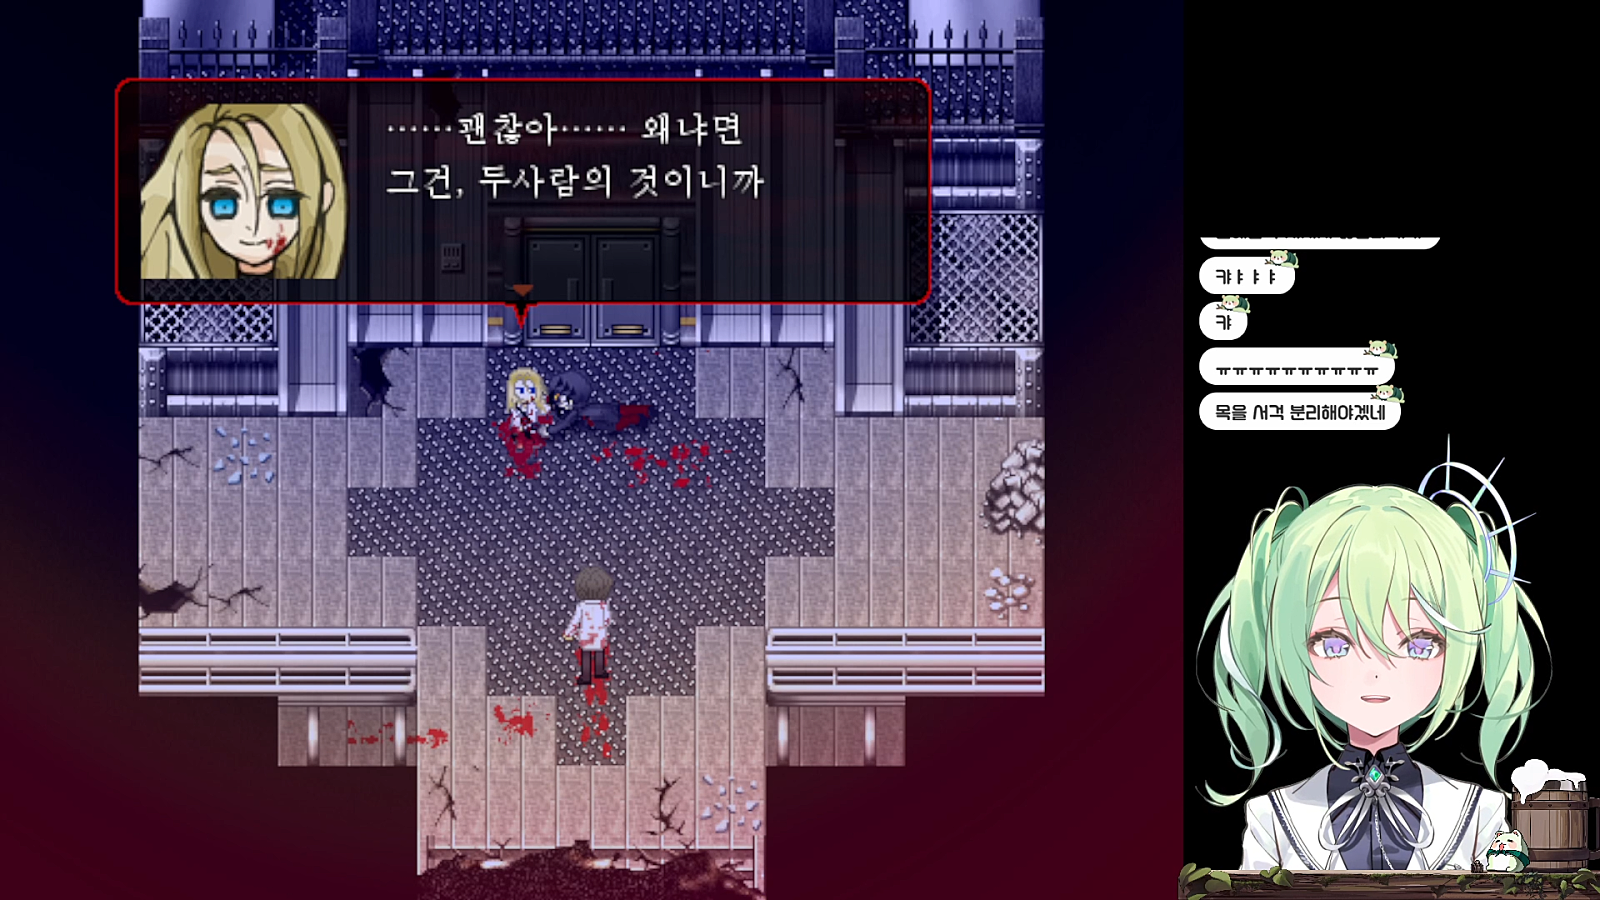 ……괜찮아…… 왜냐면
그건, 두사람의 것이니까
캬ㅑㅑㅑ
캬
ㅠㅠㅠㅠㅠㅠㅠㅠㅠㅠ
목을 서걱 분리해야겠네